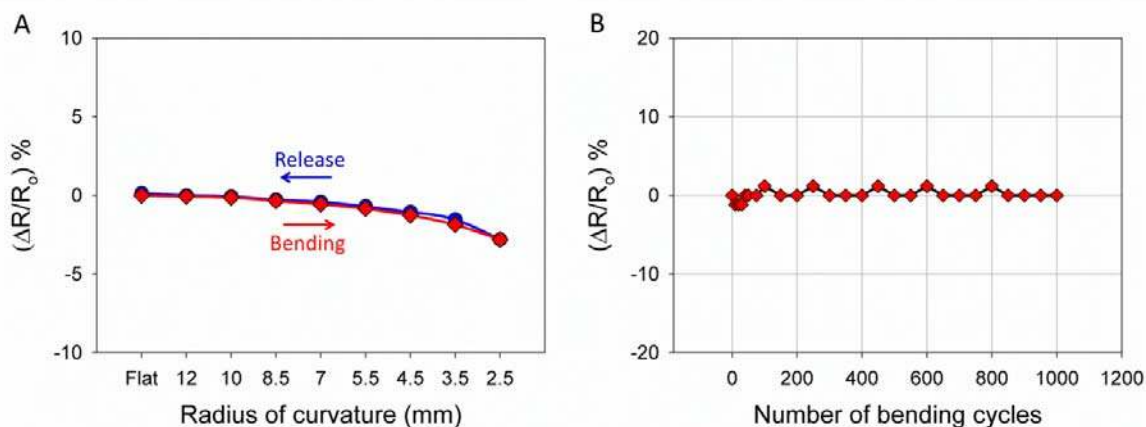 A
10
5
0
-5
-10
(ΔR/Rₒ) %
Release
Bending
Flat 12 10 8.5 7 5.5 4.5 3.5 2.5
Radius of curvature (mm)
B
20
10
0
-10
-20
(ΔR/Rₒ) %
0 200 400 600 800 1000 1200
Number of bending cycles